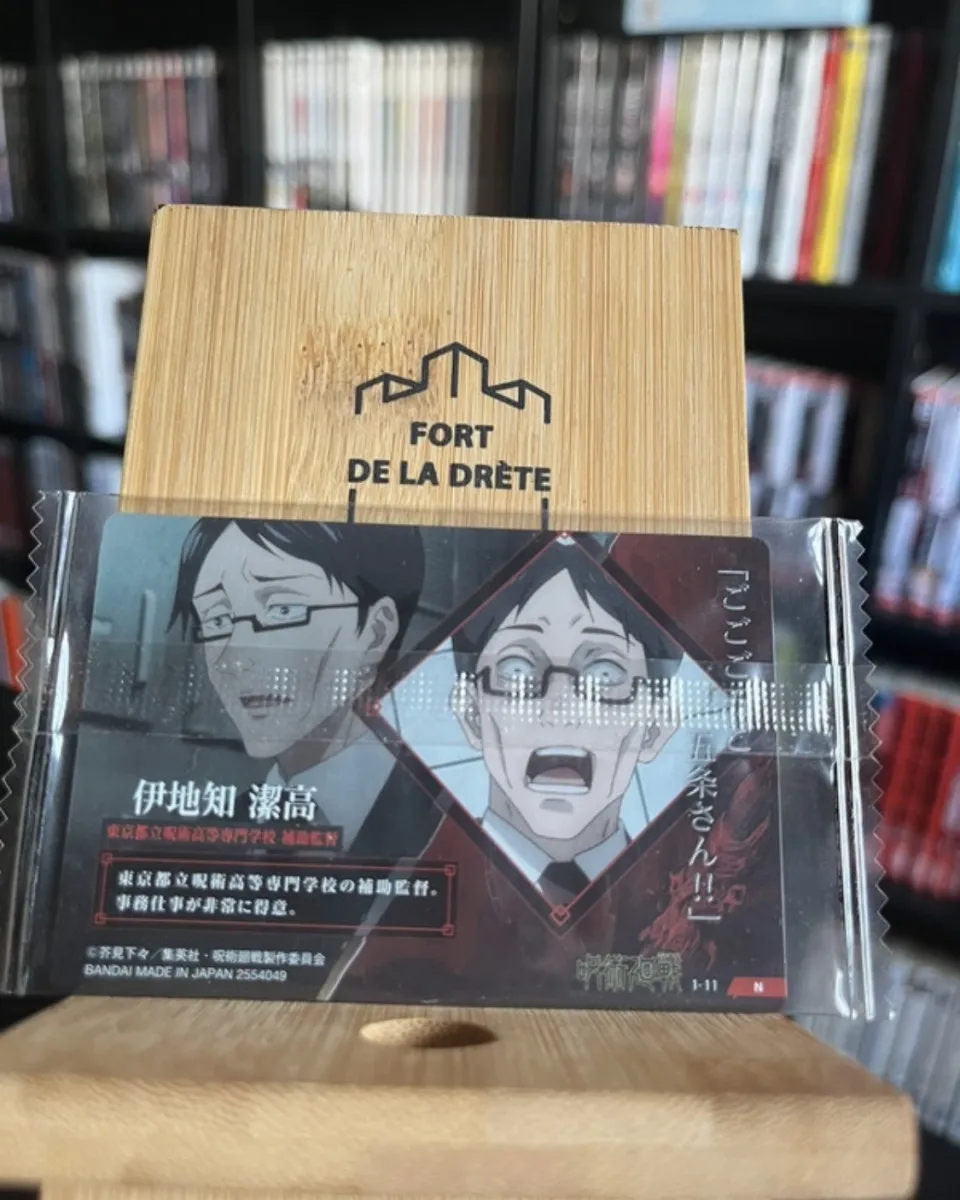 FORT
DE LA DRÈTE
五条さん!!』
伊地知 潔高
東京都立呪術高等専門学校 補助監督
東京都立呪術高等専門学校の補助監督。
事務仕事が非常に得意。
©芥見下々／集英社・呪術廻戦製作委員会
BANDAI MADE IN JAPAN 2554049
呪術廻戦
1-11
N